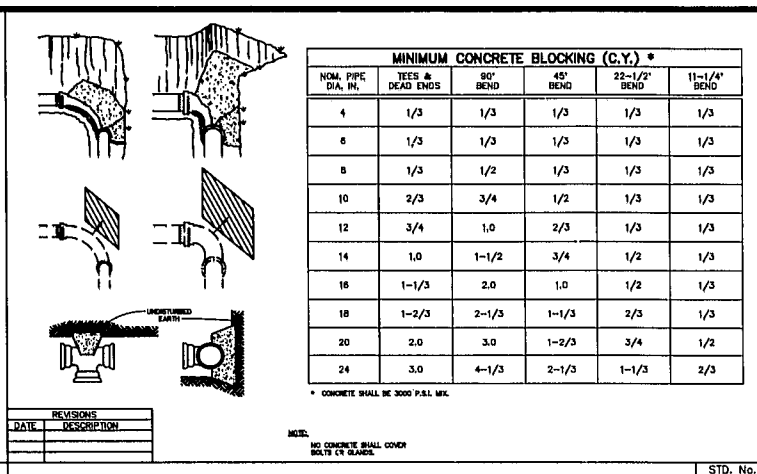 MINIMUM CONCRETE BLOCKING (C.Y.) *
NOM. PIPE DIA. IN. TEES & DEAD ENDS 90° BEND 45° BEND 22-1/2° BEND 11-1/4° BEND
4 1/3 1/3 1/3 1/3 1/3
6 1/3 1/3 1/3 1/3 1/3
8 1/3 1/2 1/3 1/3 1/3
10 2/3 3/4 1/2 1/3 1/3
12 3/4 1.0 2/3 1/3 1/3
14 1.0 1-1/2 3/4 1/2 1/3
16 1-1/3 2.0 1.0 1/2 1/3
18 1-2/3 2-1/3 1-1/3 2/3 1/3
20 2.0 3.0 1-2/3 3/4 1/2
24 3.0 4-1/3 2-1/3 1-1/3 2/3
* CONCRETE SHALL BE 3000 P.S.I. MIX.
UNDISTURBED
EARTH
REVISIONS
DATE DESCRIPTION
NOTE:
NO CONCRETE SHALL COVER
BOLTS OR GLANDS.
STD. No.